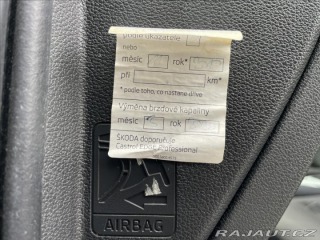 podle ukazatele
nebo
měsíc rok*
při km*
*podle toho, co nastane dříve
Výměna brzdové kapaliny
měsíc rok
ŠKODA doporučuje
Castrol EDGE Professional
AIRBAG
RAJAUT.CZ